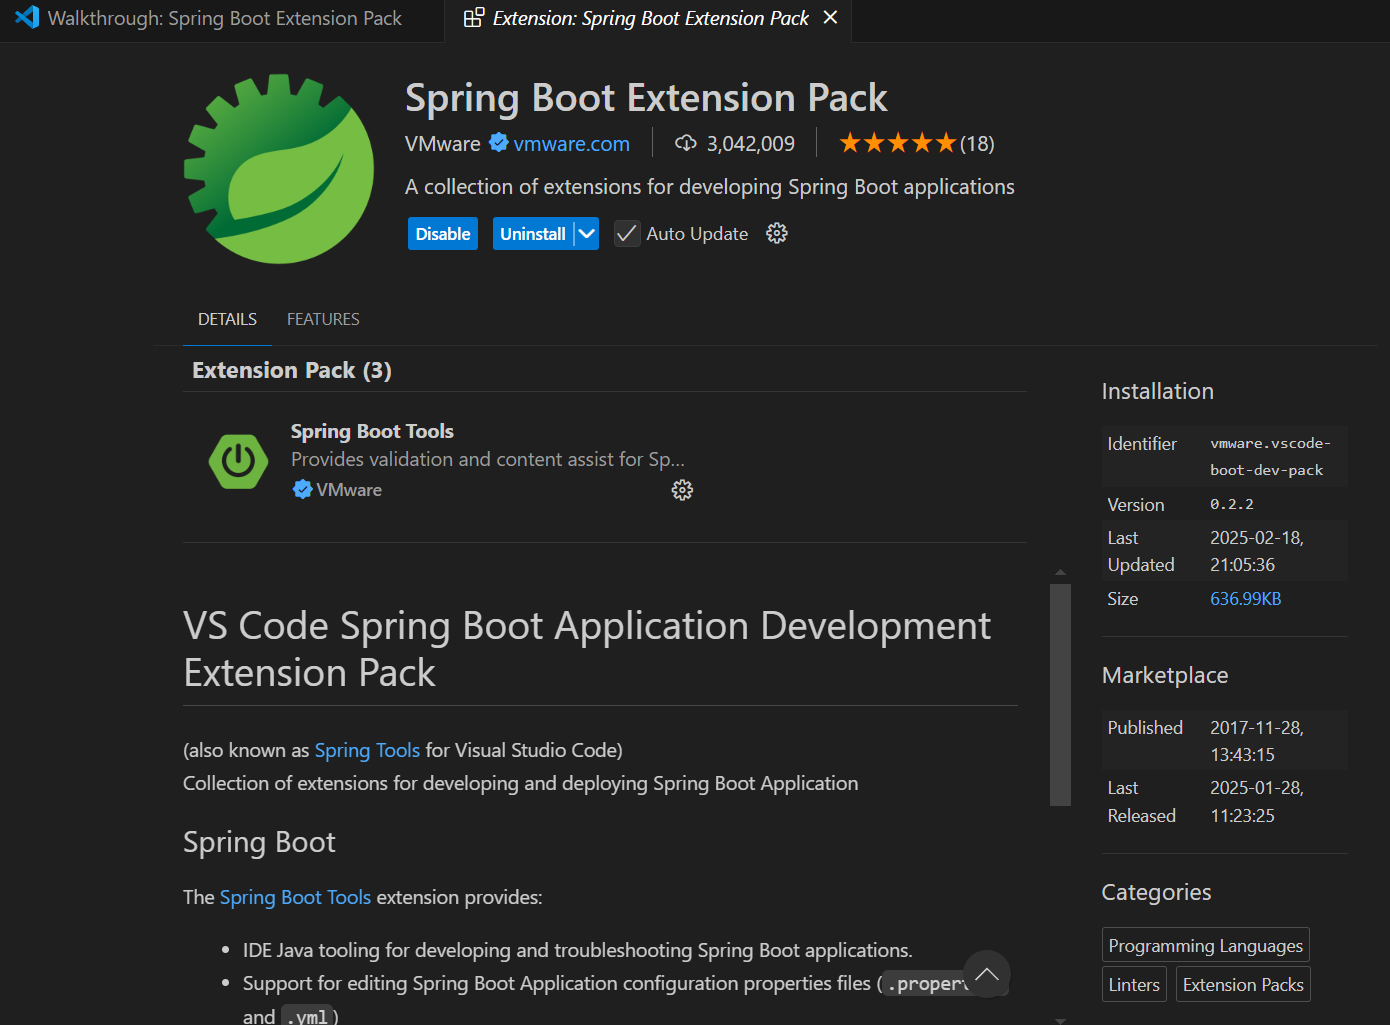 Walkthrough: Spring Boot Extension Pack
Extension: Spring Boot Extension Pack
Spring Boot Extension Pack
VMware vmware.com 3,042,009 (18)
A collection of extensions for developing Spring Boot applications
Disable Uninstall Auto Update
DETAILS FEATURES
Extension Pack (3)
Spring Boot Tools
Provides validation and content assist for Sp...
VMware
VS Code Spring Boot Application Development
Extension Pack
(also known as Spring Tools for Visual Studio Code)
Collection of extensions for developing and deploying Spring Boot Application
Spring Boot
The Spring Boot Tools extension provides:
• IDE Java tooling for developing and troubleshooting Spring Boot applications.
• Support for editing Spring Boot Application configuration properties files (
and .yml)
Installation
Identifier vmware.vscode-
boot-dev-pack
Version 0.2.2
Last 2025-02-18,
Updated 21:05:36
Size 636.99KB
Marketplace
Published 2017-11-28,
13:43:15
Last 2025-01-28,
Released 11:23:25
Categories
Programming Languages
Linters Extension Packs